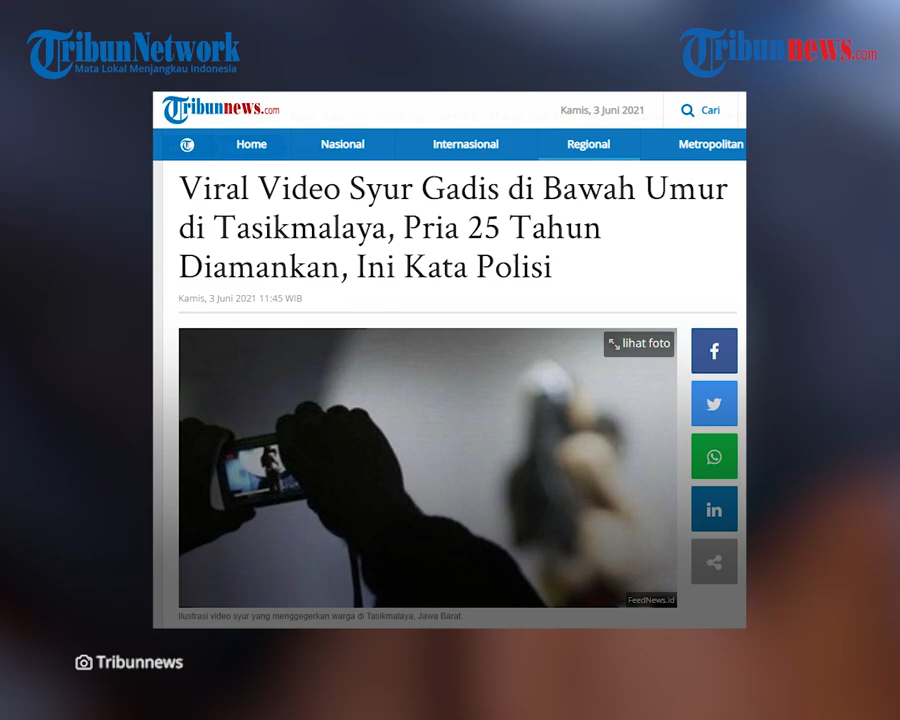 TribunNetwork
Mata Lokal Menjangkau Indonesia
Tribunnews.com
Tribunnews.com
Kamis, 3 Juni 2021
Cari
Home
Nasional
Internasional
Regional
Metropolitan
Viral Video Syur Gadis di Bawah Umur
di Tasikmalaya, Pria 25 Tahun
Diamankan, Ini Kata Polisi
Kamis, 3 Juni 2021 11:45 WIB
lihat foto
FeedNews.id
Ilustrasi video syur yang menggegerkan warga di Tasikmalaya, Jawa Barat.
Tribunnews